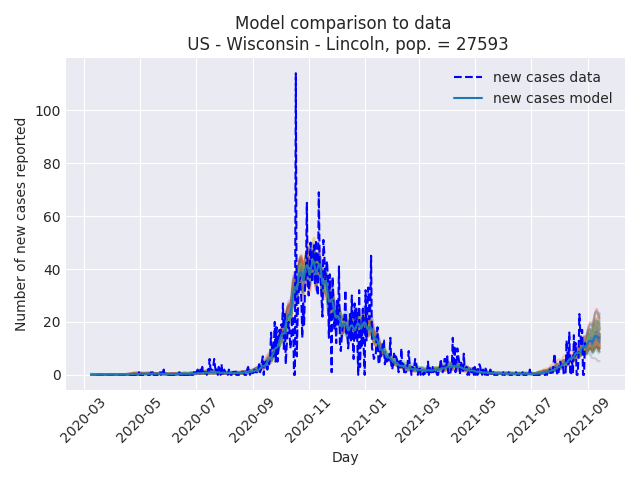 Model comparison to data
US - Wisconsin - Lincoln, pop. = 27593
new cases data
new cases model
Number of new cases reported
100
80
60
40
20
0
2020-03
2020-05
2020-07
2020-09
2020-11
2021-01
2021-03
2021-05
2021-07
2021-09
Day